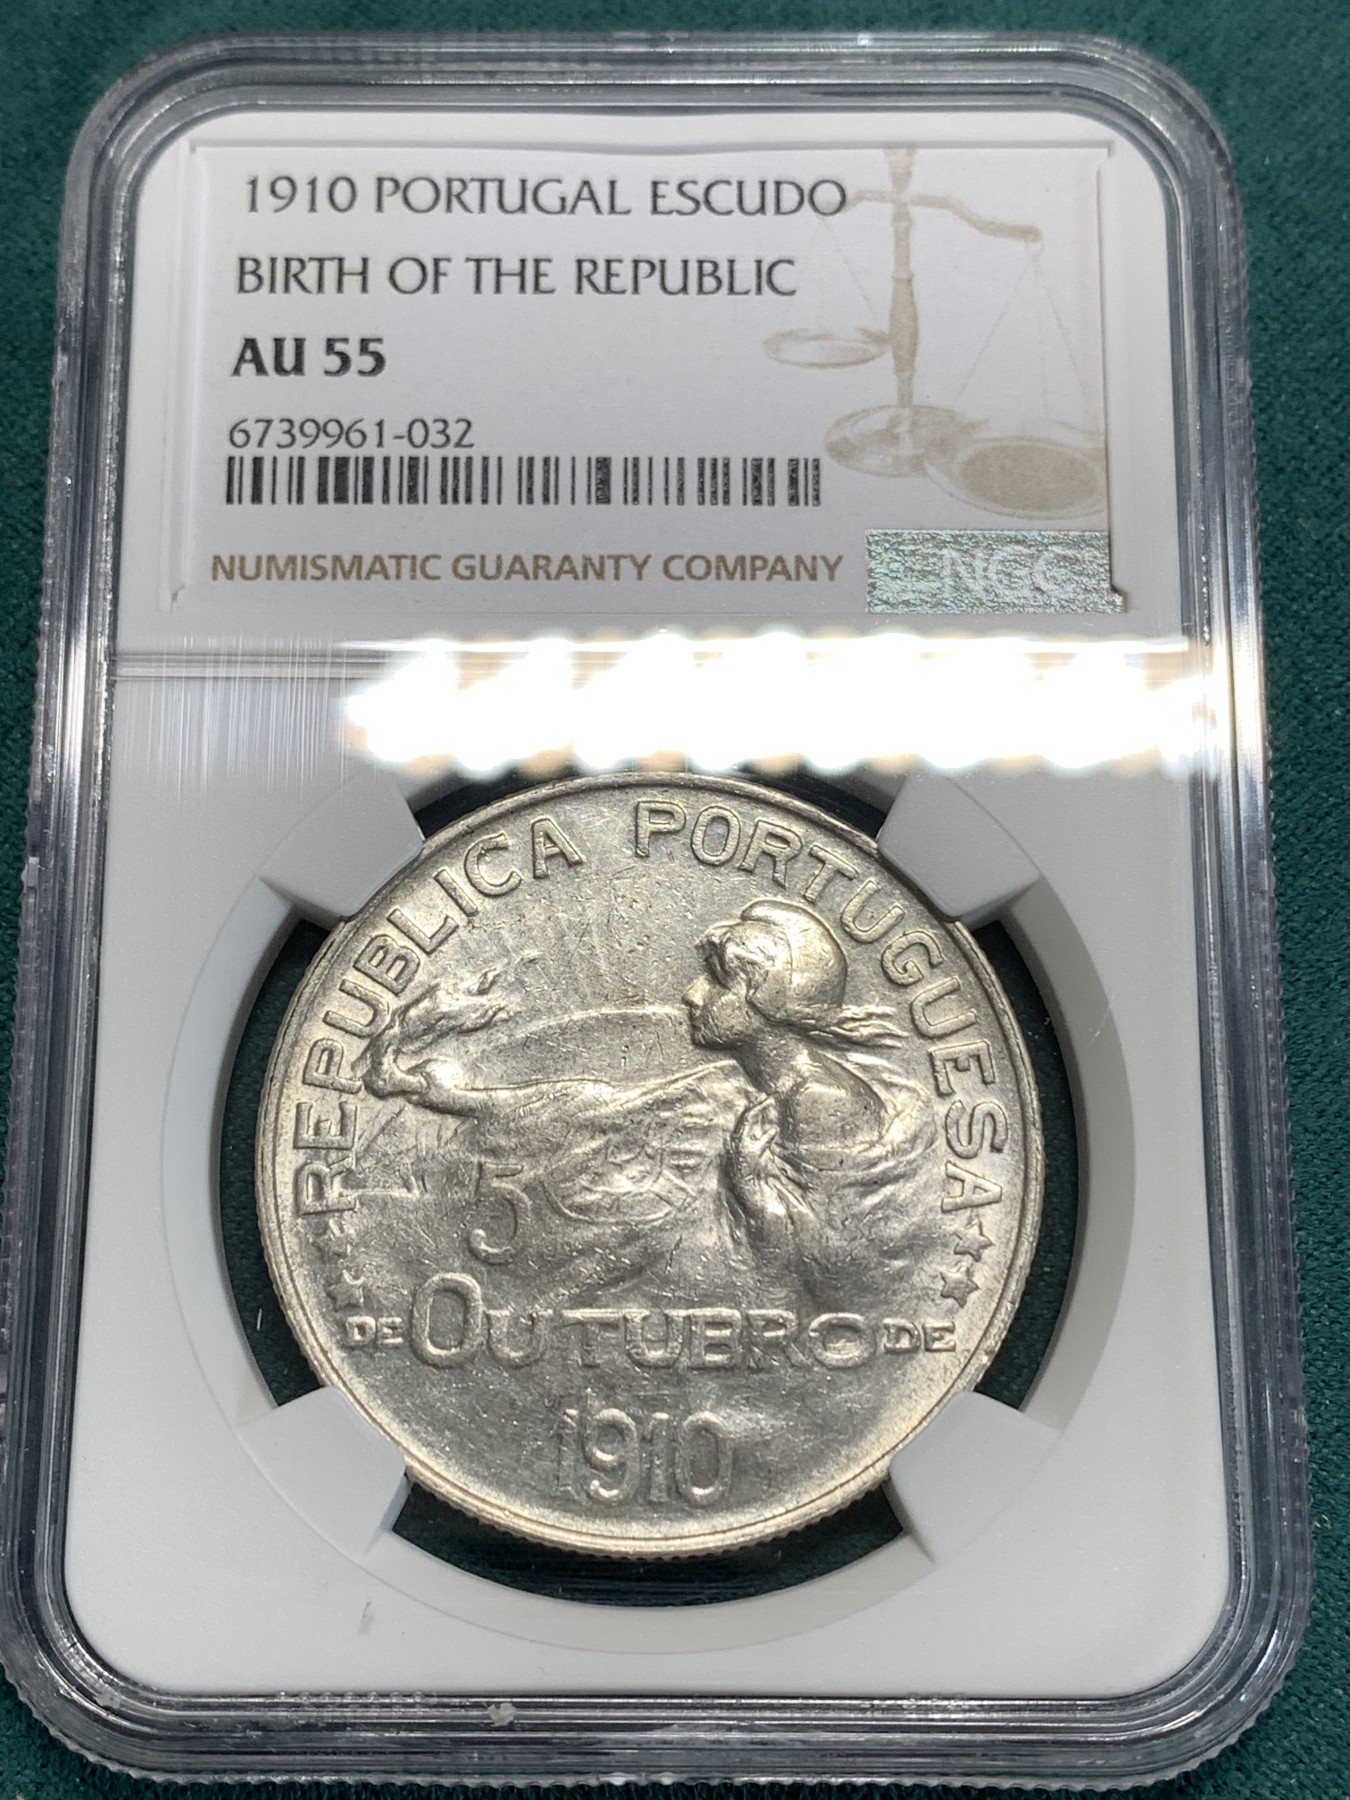 1910 PORTUGAL ESCUDO
BIRTH OF THE REPUBLIC
AU 55
6739961-032
NUMISMATIC GUARANTY COMPANY
NGC
REPUBLICA PORTUGUESA
5
DE OUTUBRO DE
1910